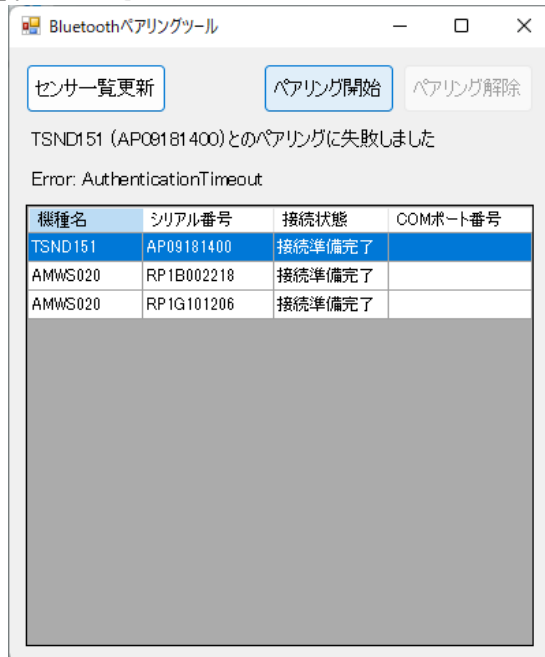 Bluetoothペアリングツール
センサ一覧更新 ペアリング開始 ペアリング解除
TSND151 (AP09181400)とのペアリングに失敗しました
Error: AuthenticationTimeout
機種名 シリアル番号 接続状態 COMポート番号
TSND151 AP09181400 接続準備完了
AMWS020 RP1B002218 接続準備完了
AMWS020 RP1G101206 接続準備完了